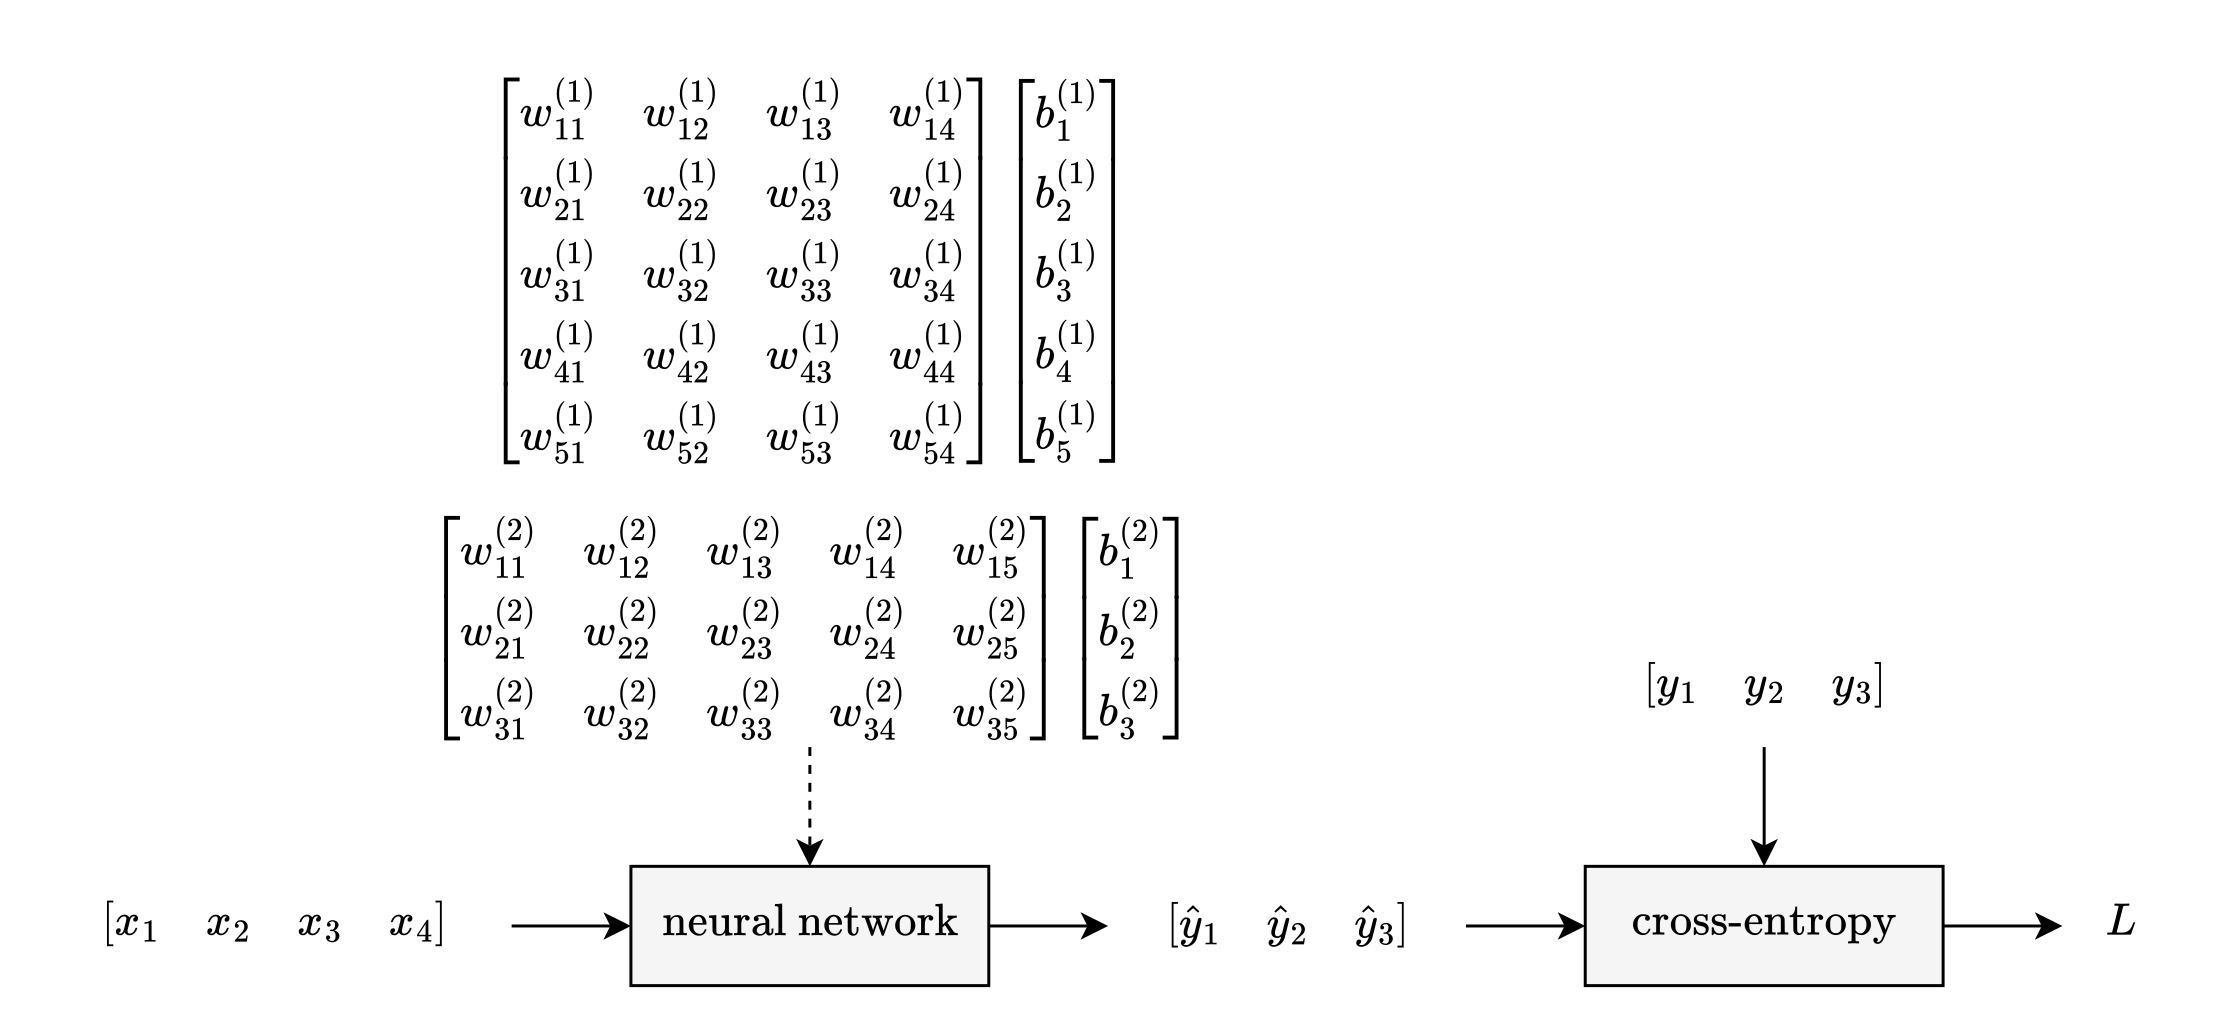 w_{11}^{(1)} w_{12}^{(1)} w_{13}^{(1)} w_{14}^{(1)} b_1^{(1)}
w_{21}^{(1)} w_{22}^{(1)} w_{23}^{(1)} w_{24}^{(1)} b_2^{(1)}
w_{31}^{(1)} w_{32}^{(1)} w_{33}^{(1)} w_{34}^{(1)} b_3^{(1)}
w_{41}^{(1)} w_{42}^{(1)} w_{43}^{(1)} w_{44}^{(1)} b_4^{(1)}
w_{51}^{(1)} w_{52}^{(1)} w_{53}^{(1)} w_{54}^{(1)} b_5^{(1)}
w_{11}^{(2)} w_{12}^{(2)} w_{13}^{(2)} w_{14}^{(2)} w_{15}^{(2)} b_1^{(2)}
w_{21}^{(2)} w_{22}^{(2)} w_{23}^{(2)} w_{24}^{(2)} w_{25}^{(2)} b_2^{(2)}
w_{31}^{(2)} w_{32}^{(2)} w_{33}^{(2)} w_{34}^{(2)} w_{35}^{(2)} b_3^{(2)}
[y_1 y_2 y_3]
[x_1 x_2 x_3 x_4]
neural network
[ŷ_1 ŷ_2 ŷ_3]
cross-entropy
L